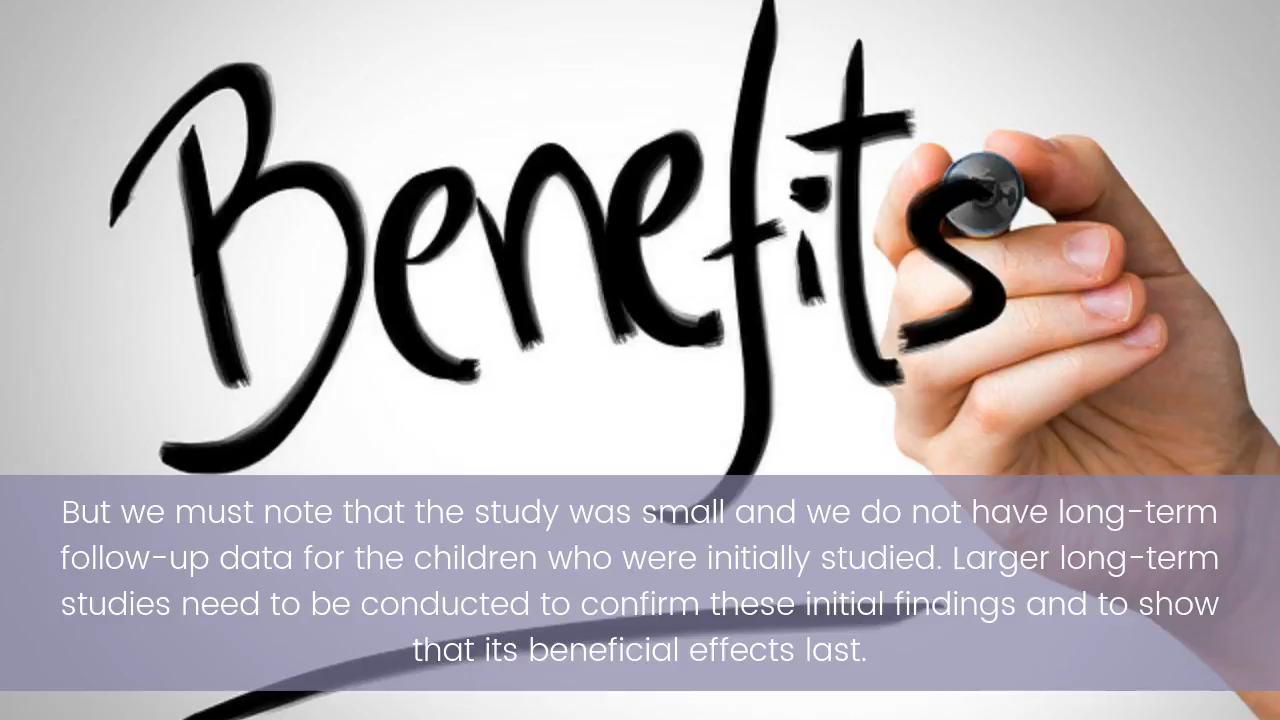 Benefits
But we must note that the study was small and we do not have long-term
follow-up data for the children who were initially studied. Larger long-term
studies need to be conducted to confirm these initial findings and to show
that its beneficial effects last.